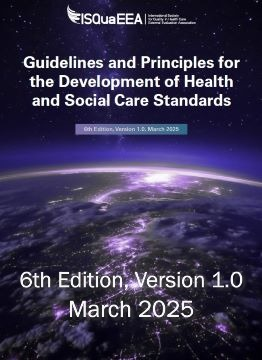 ISQuaEEA
International Society
for Quality in Health Care
External Evaluation Association
Guidelines and Principles for
the Development of Health
and Social Care Standards
6th Edition, Version 1.0, March 2025
6th Edition, Version 1.0
March 2025